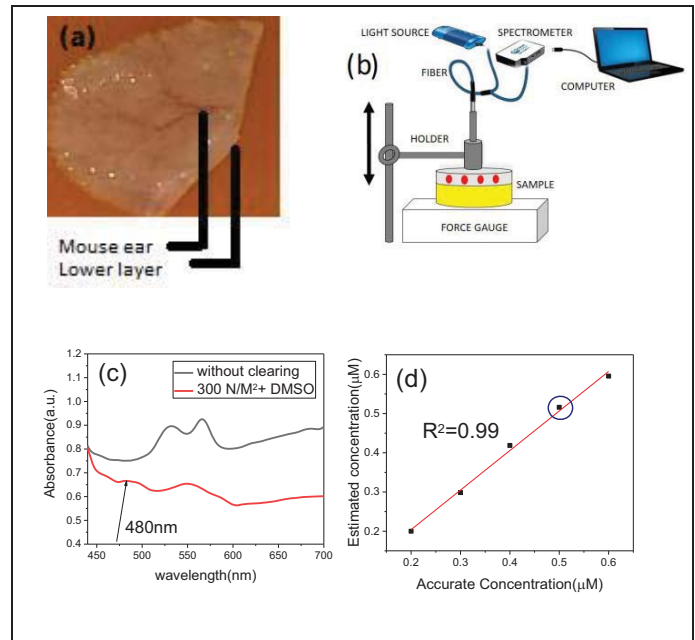 (a)
Mouse ear
Lower layer
(b)
LIGHT SOURCE
SPECTROMETER
FIBER
COMPUTER
HOLDER
SAMPLE
FORCE GAUGE
(c)
without clearing
300 N/M²+ DMSO
480nm
Absorbance(a.u.)
1.2
1.1
1.0
0.9
0.8
0.7
0.6
0.5
0.4
450 500 550 600 650 700
wavelength(nm)
(d)
R²=0.99
Estimated concentration(μM)
0.6
0.5
0.4
0.3
0.2
0.2 0.3 0.4 0.5 0.6
Accurate Concentration(μM)